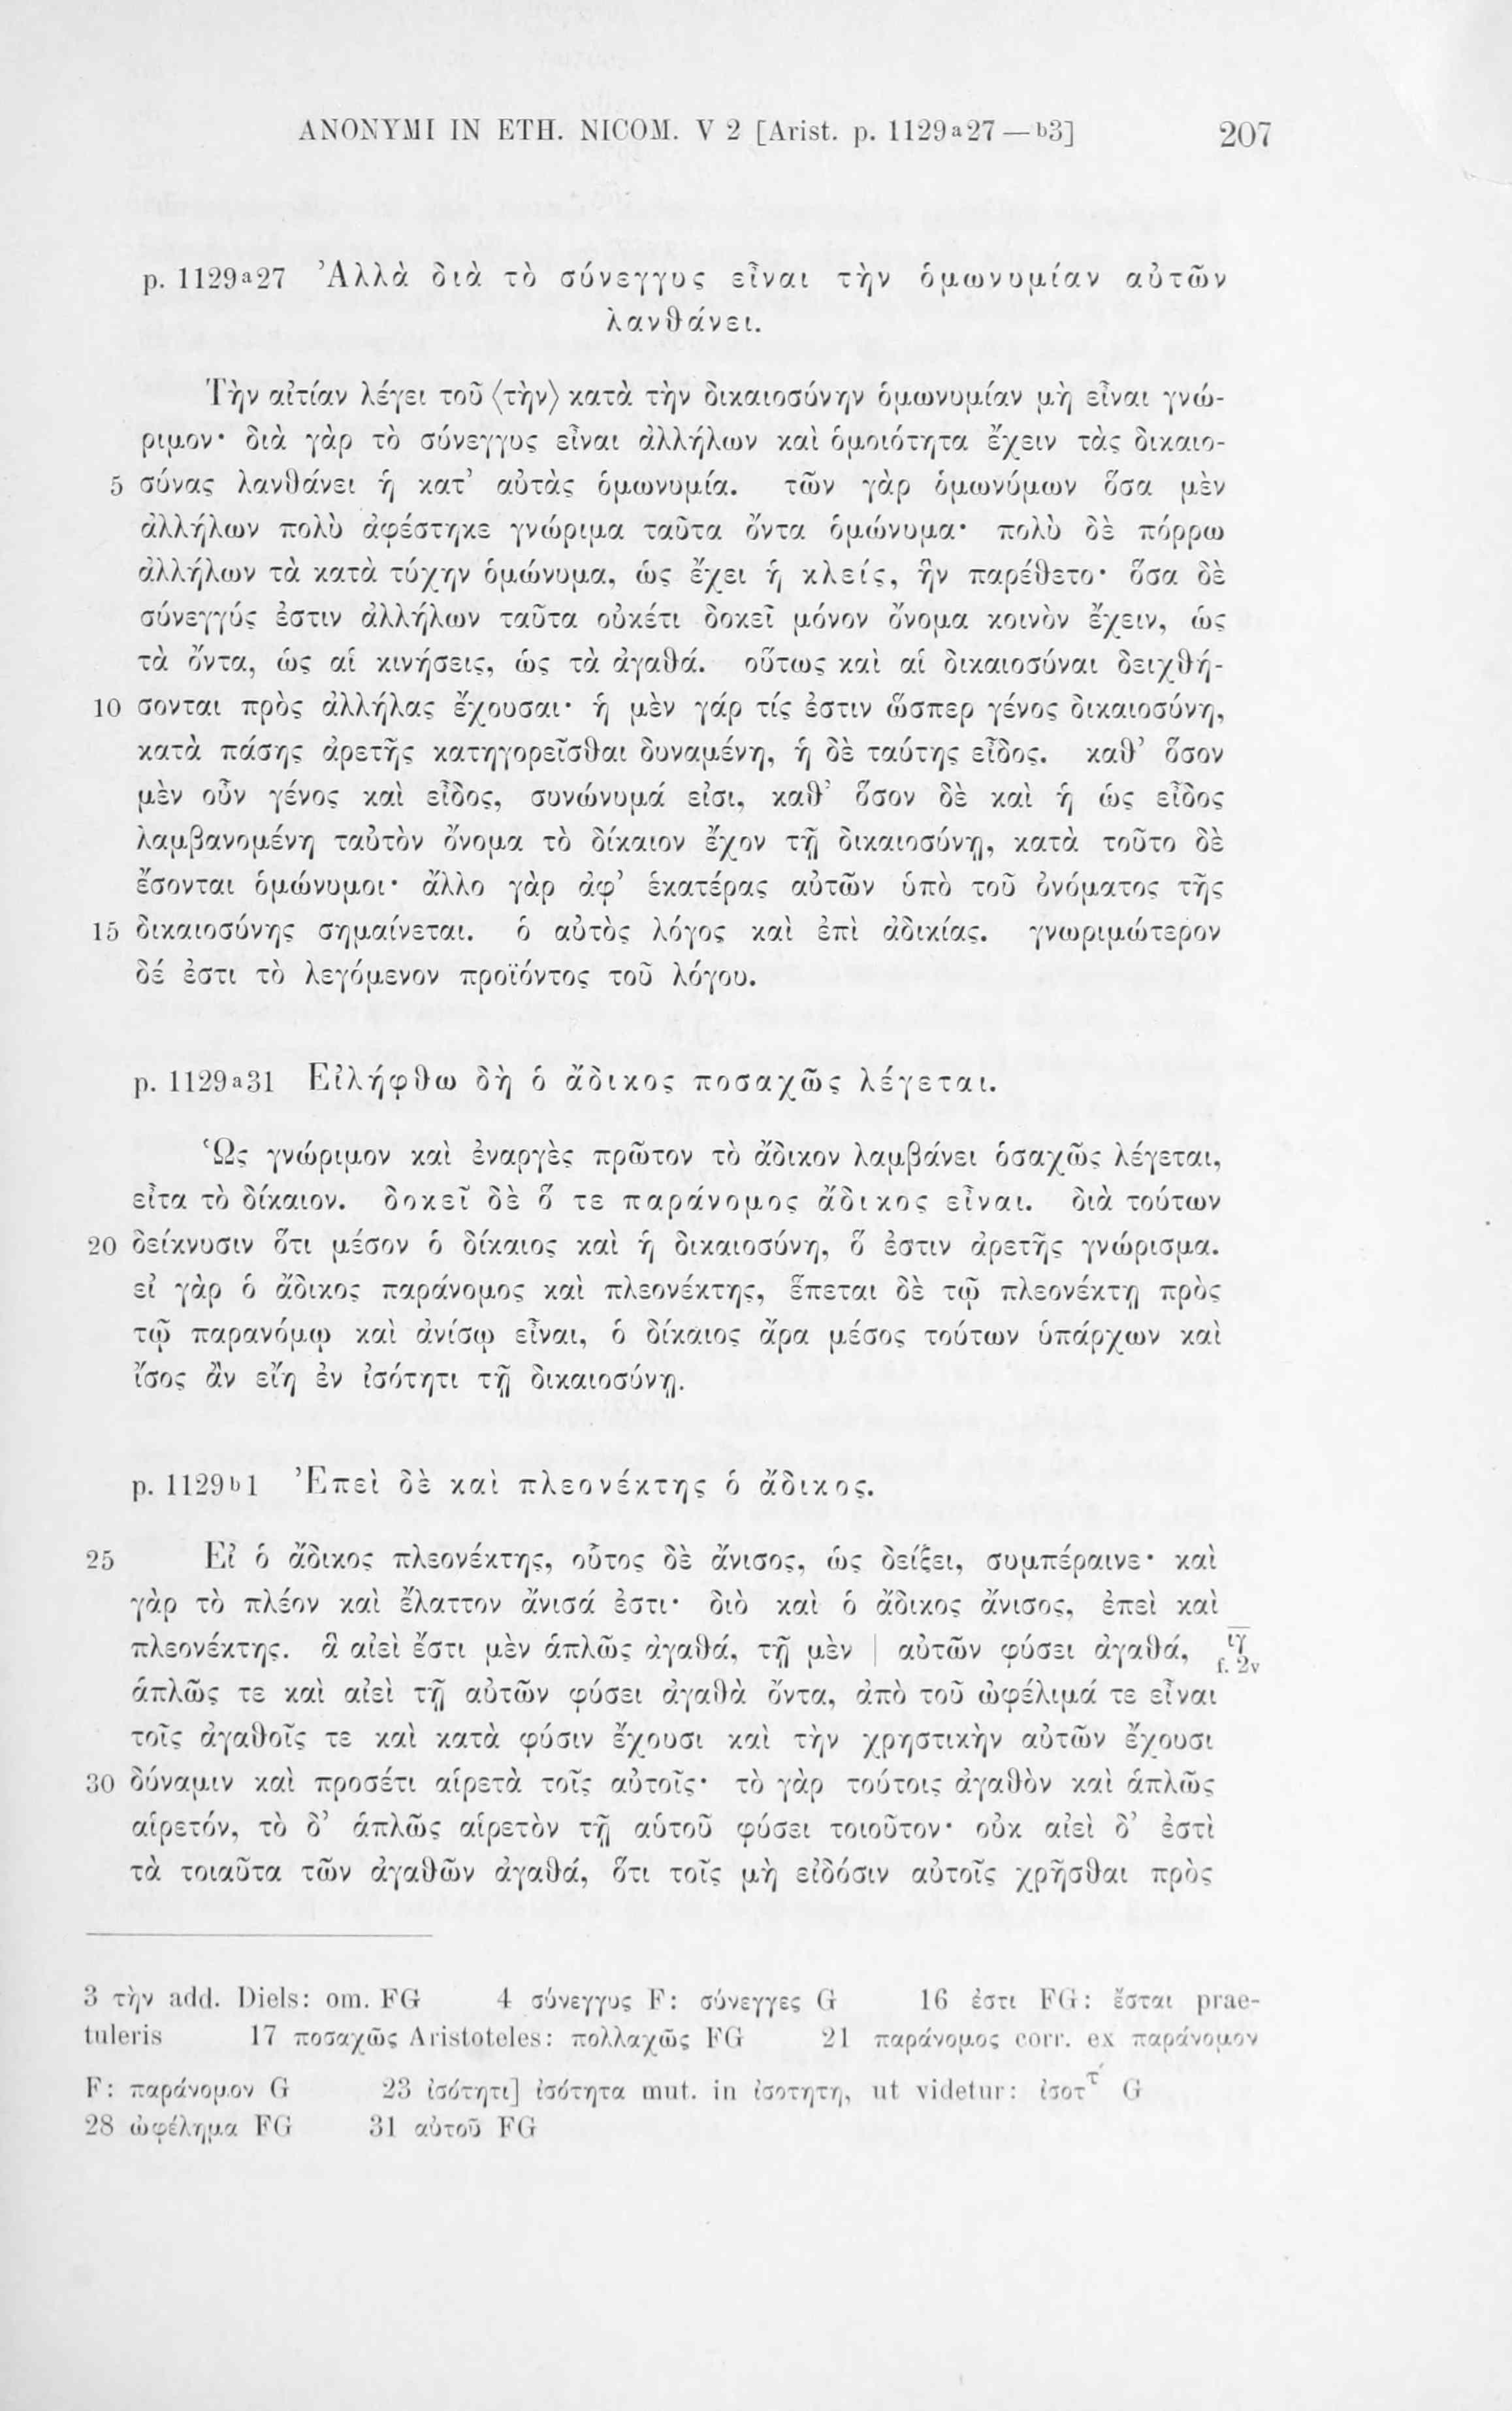 ANONYMI IN ETH. NICOM. V 2 [Arist. p. 1129a27—b3] 207
p. 1129a27 Ἀλλὰ διὰ τὸ σύνεγγυς εἶναι τὴν ὁμωνυμίαν αὐτῶν
λανθάνει.
Τὴν αἰτίαν λέγει τοῦ ⟨τὴν⟩ κατὰ τὴν δικαιοσύνην ὁμωνυμίαν μὴ εἶναι γνώ-
ριμον· διὰ γὰρ τὸ σύνεγγυς εἶναι ἀλλήλων καὶ ὁμοιότητα ἔχειν τὰς δικαιο-
5 σύνας λανθάνει ἡ κατ’ αὐτὰς ὁμωνυμία. τῶν γὰρ ὁμωνύμων ὅσα μὲν
ἀλλήλων πολὺ ἀφέστηκε γνώριμα ταῦτα ὄντα ὁμώνυμα· πολὺ δὲ πόρρω
ἀλλήλων τὰ κατὰ τύχην ὁμώνυμα, ὡς ἔχει ἡ κλείς, ἣν παρέθετο· ὅσα δὲ
σύνεγγύς ἐστιν ἀλλήλων ταῦτα οὐκέτι δοκεῖ μόνον ὄνομα κοινὸν ἔχειν, ὡς
τὰ ὄντα, ὡς αἱ κινήσεις, ὡς τὰ ἀγαθά. οὕτως καὶ αἱ δικαιοσύναι δειχθή-
10 σονται πρὸς ἀλλήλας ἔχουσαι· ἡ μὲν γάρ τίς ἐστιν ὥσπερ γένος δικαιοσύνη,
κατὰ πάσης ἀρετῆς κατηγορεῖσθαι δυναμένη, ἡ δὲ ταύτης εἶδος. καθ’ ὅσον
μὲν οὖν γένος καὶ εἶδος, συνώνυμά εἰσι, καθ’ ὅσον δὲ καὶ ἡ ὡς εἶδος
λαμβανομένη ταὐτὸν ὄνομα τὸ δίκαιον ἔχον τῇ δικαιοσύνῃ, κατὰ τοῦτο δὲ
ἔσονται ὁμώνυμοι· ἄλλο γὰρ ἀφ’ ἑκατέρας αὐτῶν ὑπὸ τοῦ ὀνόματος τῆς
15 δικαιοσύνης σημαίνεται. ὁ αὐτὸς λόγος καὶ ἐπὶ ἀδικίας. γνωριμώτερον
δέ ἐστι τὸ λεγόμενον προϊόντος τοῦ λόγου.
p. 1129a31 Εἰλήφθω δὴ ὁ ἄδικος ποσαχῶς λέγεται.
Ὡς γνώριμον καὶ ἐναργὲς πρῶτον τὸ ἄδικον λαμβάνει ὁσαχῶς λέγεται,
εἶτα τὸ δίκαιον. δοκεῖ δὲ ὅ τε παράνομος ἄδικος εἶναι. διὰ τούτων
20 δείκνυσιν ὅτι μέσον ὁ δίκαιος καὶ ἡ δικαιοσύνη, ὅ ἐστιν ἀρετῆς γνώρισμα.
εἰ γὰρ ὁ ἄδικος παράνομος καὶ πλεονέκτης, ἕπεται δὲ τῷ πλεονέκτῃ πρὸς
τῷ παρανόμῳ καὶ ἀνίσῳ εἶναι, ὁ δίκαιος ἄρα μέσος τούτων ὑπάρχων καὶ
ἴσος ἂν εἴη ἐν ἰσότητι τῇ δικαιοσύνῃ.
p. 1129b1 Ἐπεὶ δὲ καὶ πλεονέκτης ὁ ἄδικος.
25 Εἰ ὁ ἄδικος πλεονέκτης, οὗτος δὲ ἄνισος, ὡς δείξει, συμπέραινε· καὶ
γὰρ τὸ πλέον καὶ ἔλαττον ἄνισά ἐστι· διὸ καὶ ὁ ἄδικος ἄνισος, ἐπεὶ καὶ
πλεονέκτης. ἃ αἰεὶ ἔστι μὲν ἁπλῶς ἀγαθά, τῇ μὲν | αὐτῶν φύσει ἀγαθά, ιγ
f. 2v
ἁπλῶς τε καὶ αἰεὶ τῇ αὐτῶν φύσει ἀγαθὰ ὄντα, ἀπὸ τοῦ ὠφέλιμά τε εἶναι
τοῖς ἀγαθοῖς τε καὶ κατὰ φύσιν ἔχουσι καὶ τὴν χρηστικὴν αὐτῶν ἔχουσι
30 δύναμιν καὶ προσέτι αἱρετὰ τοῖς αὐτοῖς· τὸ γὰρ τούτοις ἀγαθὸν καὶ ἁπλῶς
αἱρετόν, τὸ δ’ ἁπλῶς αἱρετὸν τῇ αὑτοῦ φύσει τοιοῦτον· οὐκ αἰεὶ δ’ ἐστὶ
τὰ τοιαῦτα τῶν ἀγαθῶν ἀγαθά, ὅτι τοῖς μὴ εἰδόσιν αὐτοῖς χρῆσθαι πρὸς
3 τὴν add. Diels: om. FG 4 σύνεγγυς F: σύνεγγες G 16 ἐστι FG: ἔσται prae-
tuleris 17 ποσαχῶς Aristoteles: πολλαχῶς FG 21 παράνομος corr. ex παράνομον
F: παράνομον G 23 ἰσότητι] ἰσότητα mut. in ἰσοτητη, ut videtur: ἰσοττ́ G
28 ὠφέλημα FG 31 αὐτοῦ FG